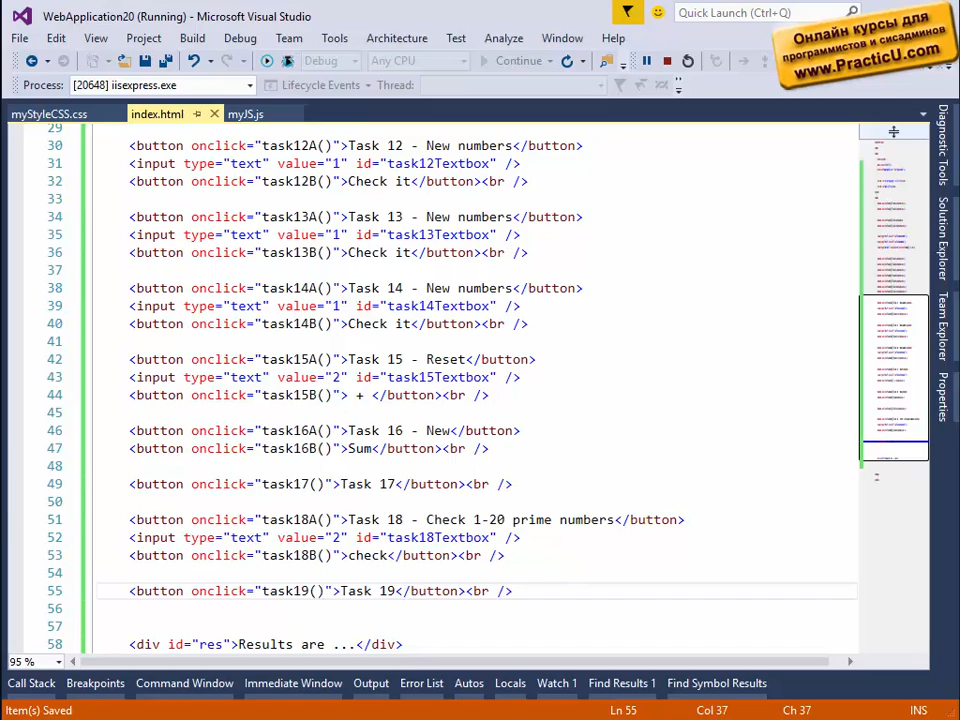 WebApplication20 (Running) - Microsoft Visual Studio
Quick Launch (Ctrl+Q)
File Edit View Project Build Debug Team Tools Architecture Test Analyze Window Help
Онлайн курсы для
программистов и сисадминов
www.PracticU.com
Debug Any CPU Continue
Process: [20648] iisexpress.exe Lifecycle Events Thread:
myStyleCSS.css index.html myJS.js
29
30 <button onclick="task12A()">Task 12 - New numbers</button>
31 <input type="text" value="1" id="task12Textbox" />
32 <button onclick="task12B()">Check it</button><br />
33
34 <button onclick="task13A()">Task 13 - New numbers</button>
35 <input type="text" value="1" id="task13Textbox" />
36 <button onclick="task13B()">Check it</button><br />
37
38 <button onclick="task14A()">Task 14 - New numbers</button>
39 <input type="text" value="1" id="task14Textbox" />
40 <button onclick="task14B()">Check it</button><br />
41
42 <button onclick="task15A()">Task 15 - Reset</button>
43 <input type="text" value="2" id="task15Textbox" />
44 <button onclick="task15B()"> + </button><br />
45
46 <button onclick="task16A()">Task 16 - New</button>
47 <button onclick="task16B()">Sum</button><br />
48
49 <button onclick="task17()">Task 17</button><br />
50
51 <button onclick="task18A()">Task 18 - Check 1-20 prime numbers</button>
52 <input type="text" value="2" id="task18Textbox" />
53 <button onclick="task18B()">check</button><br />
54
55 <button onclick="task19()">Task 19</button><br />
56
57
58 <div id="res">Results are ...</div>
Diagnostic Tools
Solution Explorer
Team Explorer
Properties
95 %
Call Stack Breakpoints Command Window Immediate Window Output Error List Autos Locals Watch 1 Find Results 1 Find Symbol Results
Item(s) Saved Ln 55 Col 37 Ch 37 INS